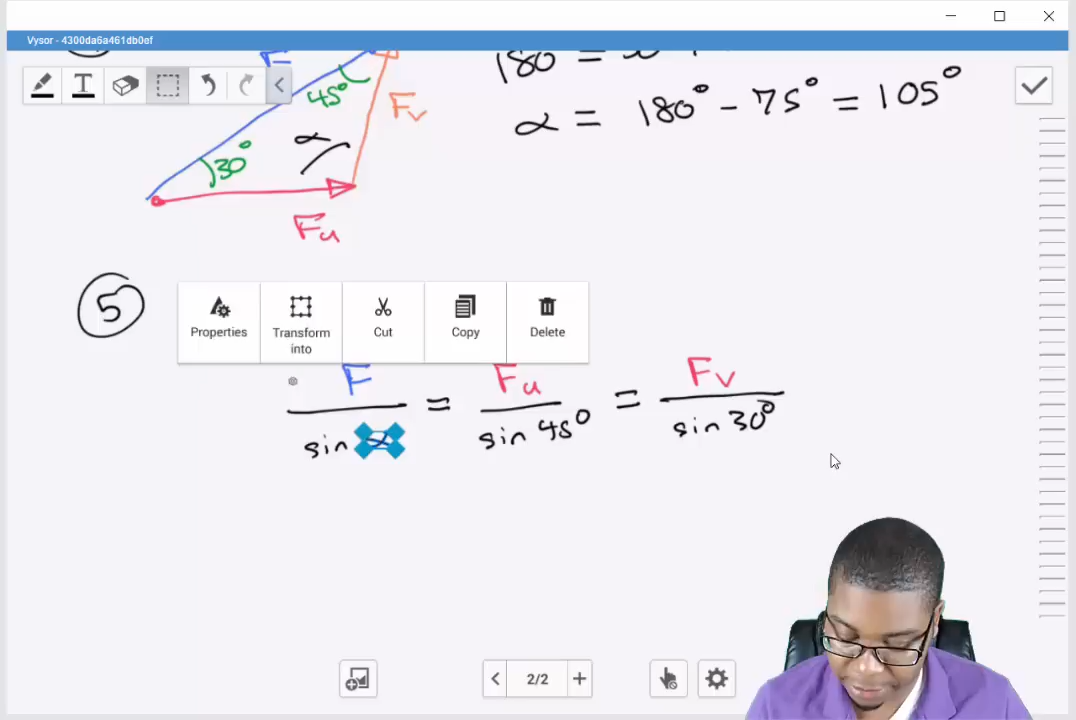 Vysor - 4300da6a461db0ef
F
180 =
45°
Fv
α = 180° - 75° = 105°
α
30°
Fu
5
Properties
Transform into
Cut
Copy
Delete
F/sin α = Fu/sin 45° = Fv/sin 30°
2/2